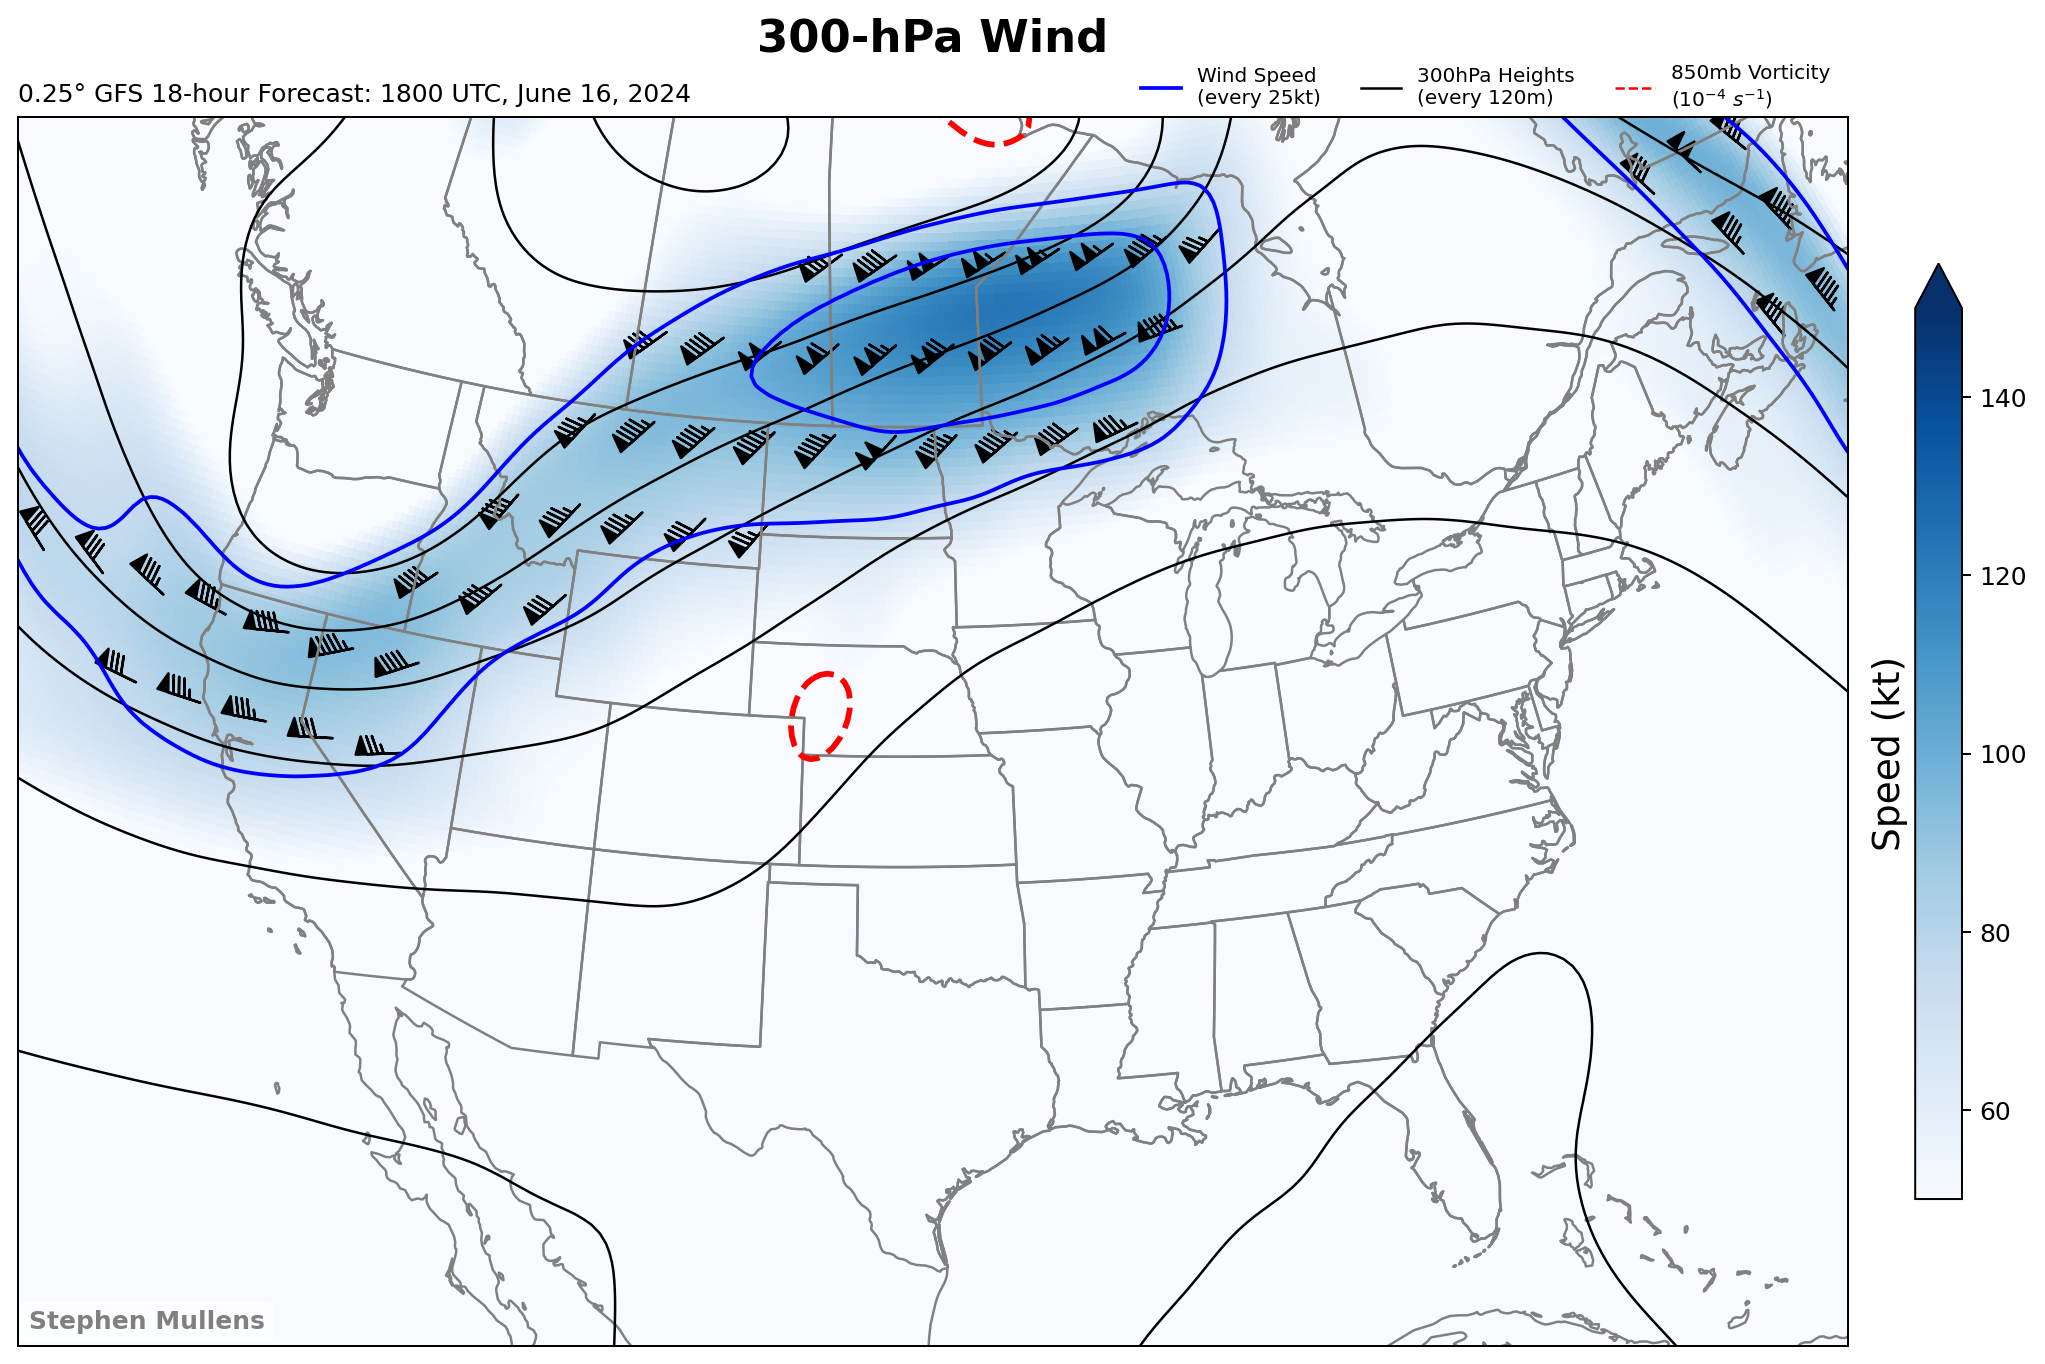 300-hPa Wind
0.25° GFS 18-hour Forecast: 1800 UTC, June 16, 2024
Wind Speed
(every 25kt)
300hPa Heights
(every 120m)
850mb Vorticity
(10⁻⁴ s⁻¹)
140
120
100
80
60
Speed (kt)
Stephen Mullens